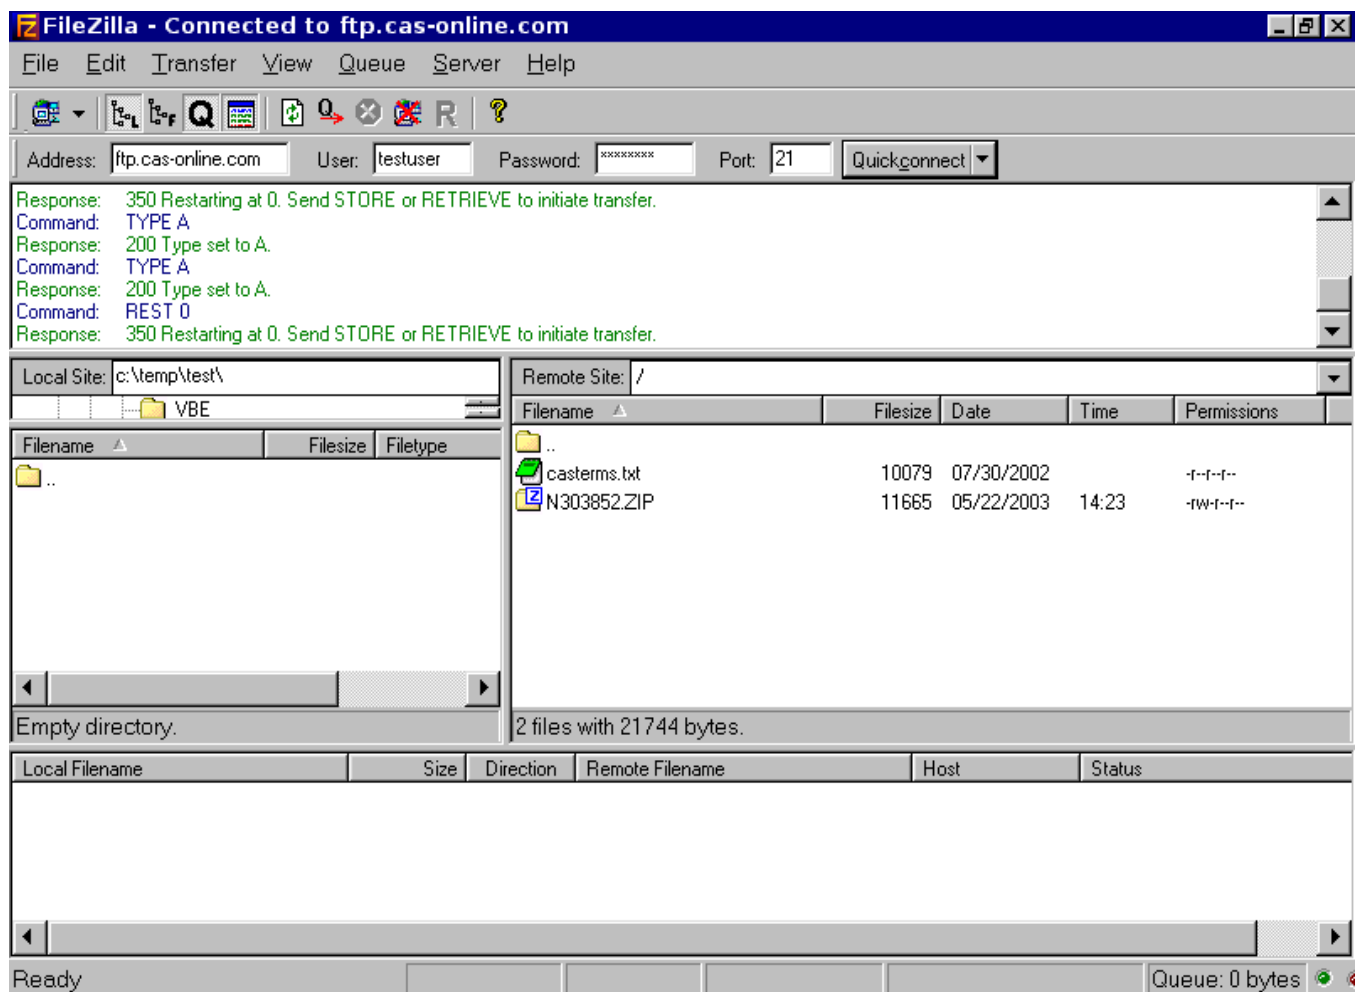 FileZilla - Connected to ftp.cas-online.com
File Edit Transfer View Queue Server Help
Address: ftp.cas-online.com User: testuser Password: ******** Port: 21 Quickconnect
Response: 350 Restarting at 0. Send STORE or RETRIEVE to initiate transfer.
Command: TYPE A
Response: 200 Type set to A.
Command: TYPE A
Response: 200 Type set to A.
Command: REST 0
Response: 350 Restarting at 0. Send STORE or RETRIEVE to initiate transfer.
Local Site: c:\temp\test\
VBE
Filename Filesize Filetype
..
Empty directory.
Remote Site: /
Filename Filesize Date Time Permissions
..
casterms.txt 10079 07/30/2002 -r--r--r--
N303852.ZIP 11665 05/22/2003 14:23 -rw-r--r--
2 files with 21744 bytes.
Local Filename Size Direction Remote Filename Host Status
Ready Queue: 0 bytes